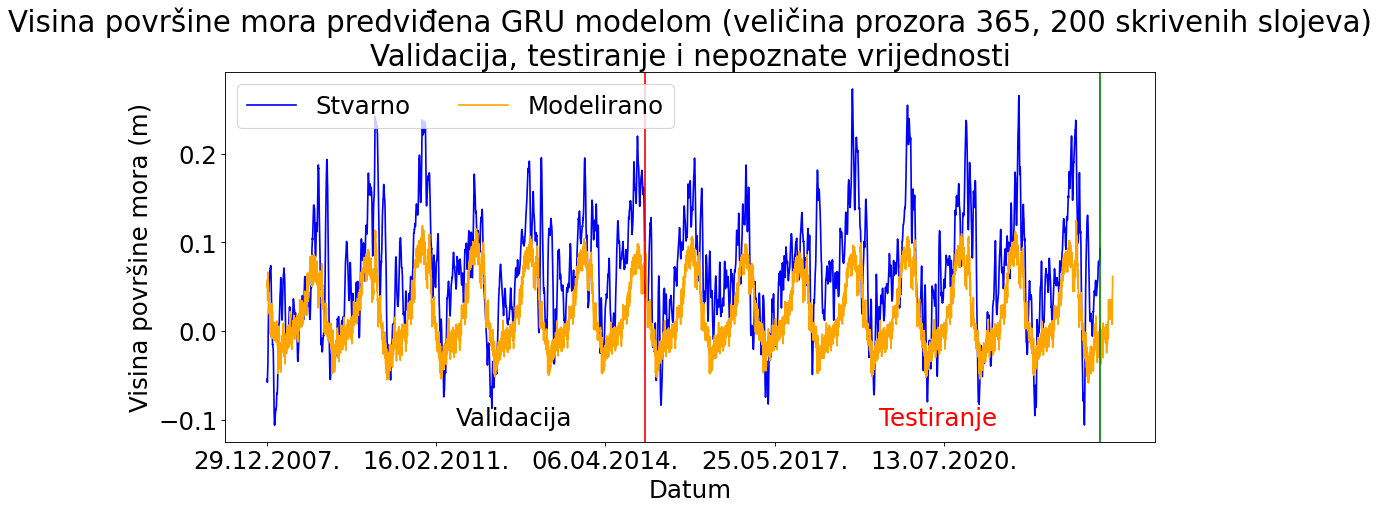 Visina površine mora predviđena GRU modelom (veličina prozora 365, 200 skrivenih slojeva)
Validacija, testiranje i nepoznate vrijednosti
Stvarno
Modelirano
Visina površine mora (m)
0.2
0.1
0.0
−0.1
Validacija
Testiranje
29.12.2007.
16.02.2011.
06.04.2014.
25.05.2017.
13.07.2020.
Datum